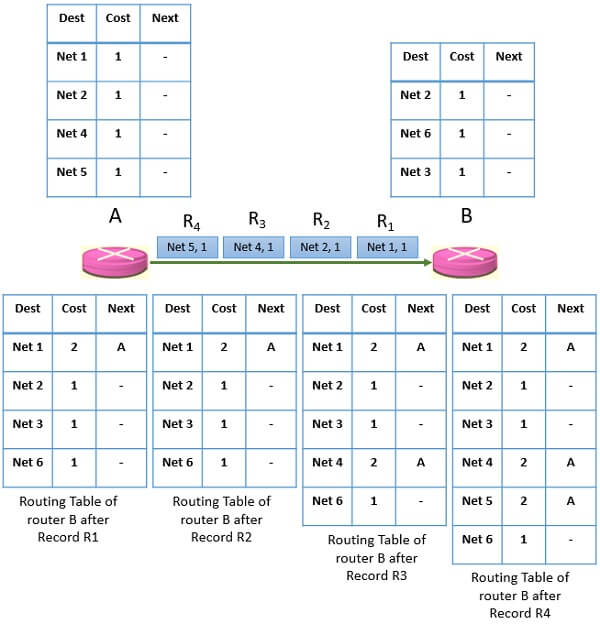 Dest Cost Next
Net 1 1 -
Net 2 1 -
Net 4 1 -
Net 5 1 -
Dest Cost Next
Net 2 1 -
Net 6 1 -
Net 3 1 -
A R4 R3 R2 R1 B
Net 5, 1 Net 4, 1 Net 2, 1 Net 1, 1
Dest Cost Next
Net 1 2 A
Net 2 1 -
Net 3 1 -
Net 6 1 -
Routing Table of
router B after
Record R1
Dest Cost Next
Net 1 2 A
Net 2 1 -
Net 3 1 -
Net 6 1 -
Routing Table of
router B after
Record R2
Dest Cost Next
Net 1 2 A
Net 2 1 -
Net 3 1 -
Net 4 2 A
Net 6 1 -
Routing Table of
router B after
Record R3
Dest Cost Next
Net 1 2 A
Net 2 1 -
Net 3 1 -
Net 4 2 A
Net 5 2 A
Net 6 1 -
Routing Table of
router B after
Record R4